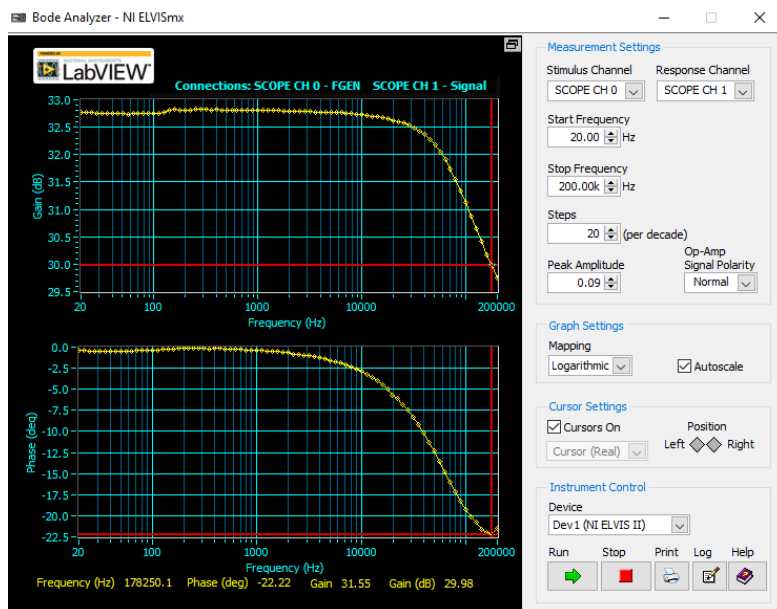 Bode Analyzer - NI ELVISmx
POWERED BY
NATIONAL INSTRUMENTS
LabVIEW™
Connections: SCOPE CH 0 - FGEN SCOPE CH 1 - Signal
33.0
32.5
32.0
31.5
31.0
30.5
30.0
29.5
Gain (dB)
20 100 1000 10000 200000
Frequency (Hz)
0.0
-2.5
-5.0
-7.5
-10.0
-12.5
-15.0
-17.5
-20.0
-22.5
Phase (deg)
20 100 1000 10000 200000
Frequency (Hz)
Frequency (Hz) 178250.1 Phase (deg) -22.22 Gain 31.55 Gain (dB) 29.98
Measurement Settings
Stimulus Channel Response Channel
SCOPE CH 0 SCOPE CH 1
Start Frequency
20.00 Hz
Stop Frequency
200.00k Hz
Steps
20 (per decade)
Peak Amplitude Op-Amp Signal Polarity
0.09 Normal
Graph Settings
Mapping
Logarithmic Autoscale
Cursor Settings
Cursors On Position
Cursor (Real) Left Right
Instrument Control
Device
Dev1 (NI ELVIS II)
Run Stop Print Log Help